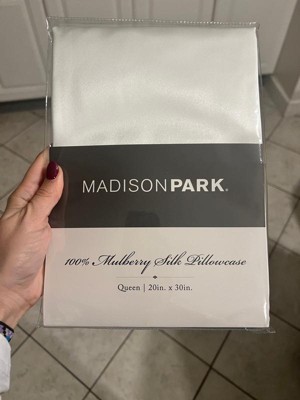 MADISONPARK®
100% Mulberry Silk Pillowcase
Queen | 20in. x 30in.